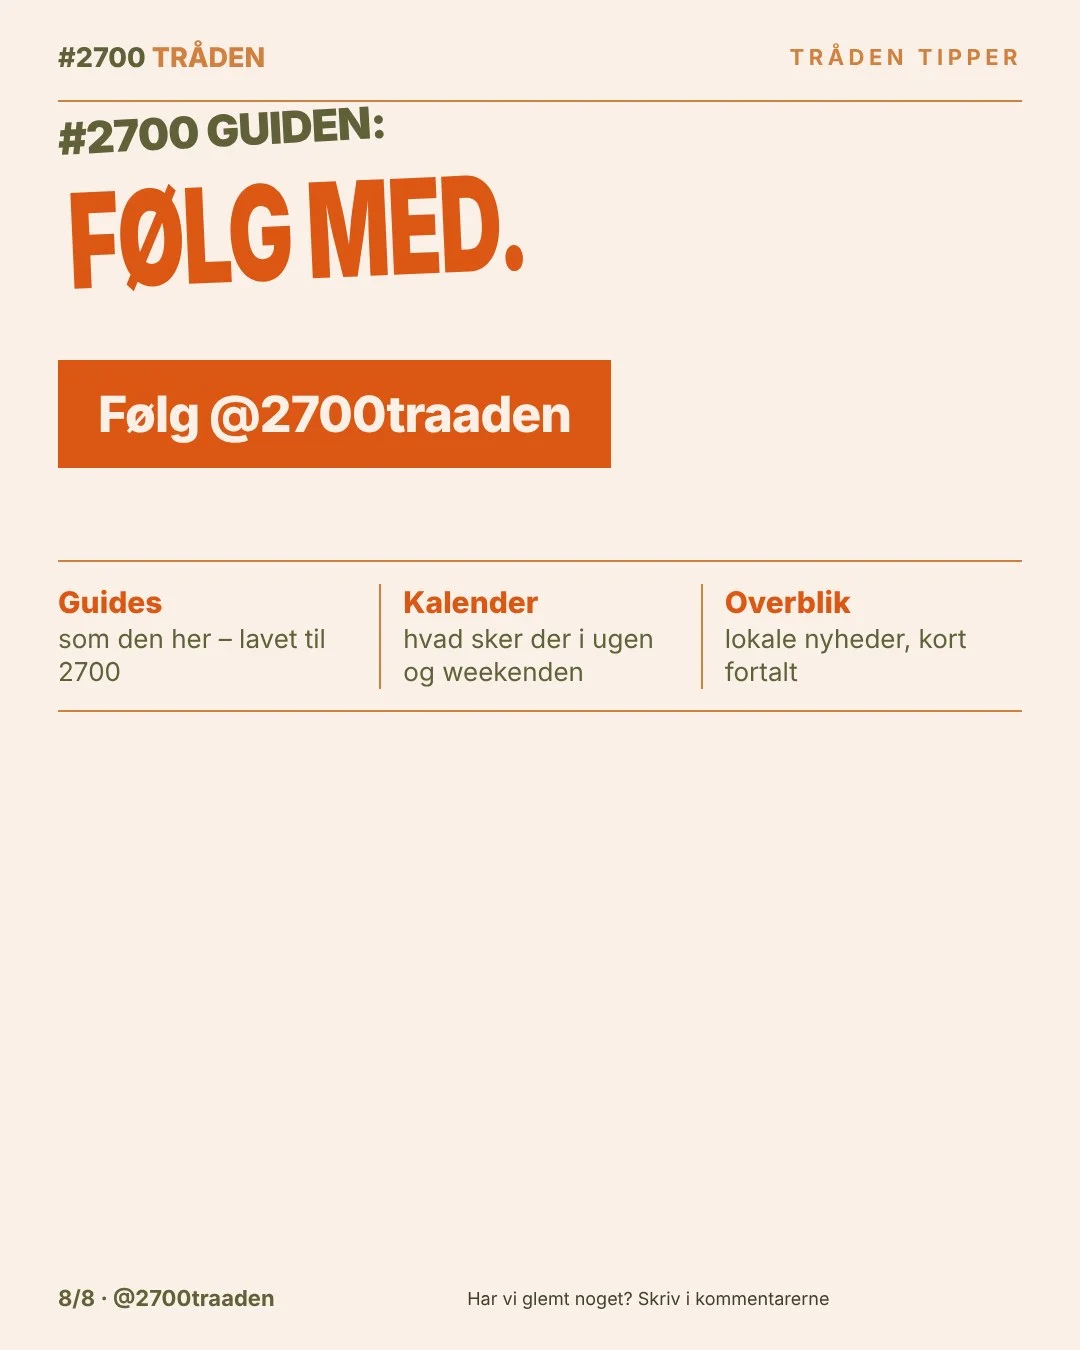 #2700 TRÅDEN
TRÅDEN TIPPER
#2700 GUIDEN:
FØLG MED.
Følg @2700traaden
Guides
som den her – lavet til
2700
Kalender
hvad sker der i ugen
og weekenden
Overblik
lokale nyheder, kort
fortalt
8/8 · @2700traaden
Har vi glemt noget? Skriv i kommentarerne